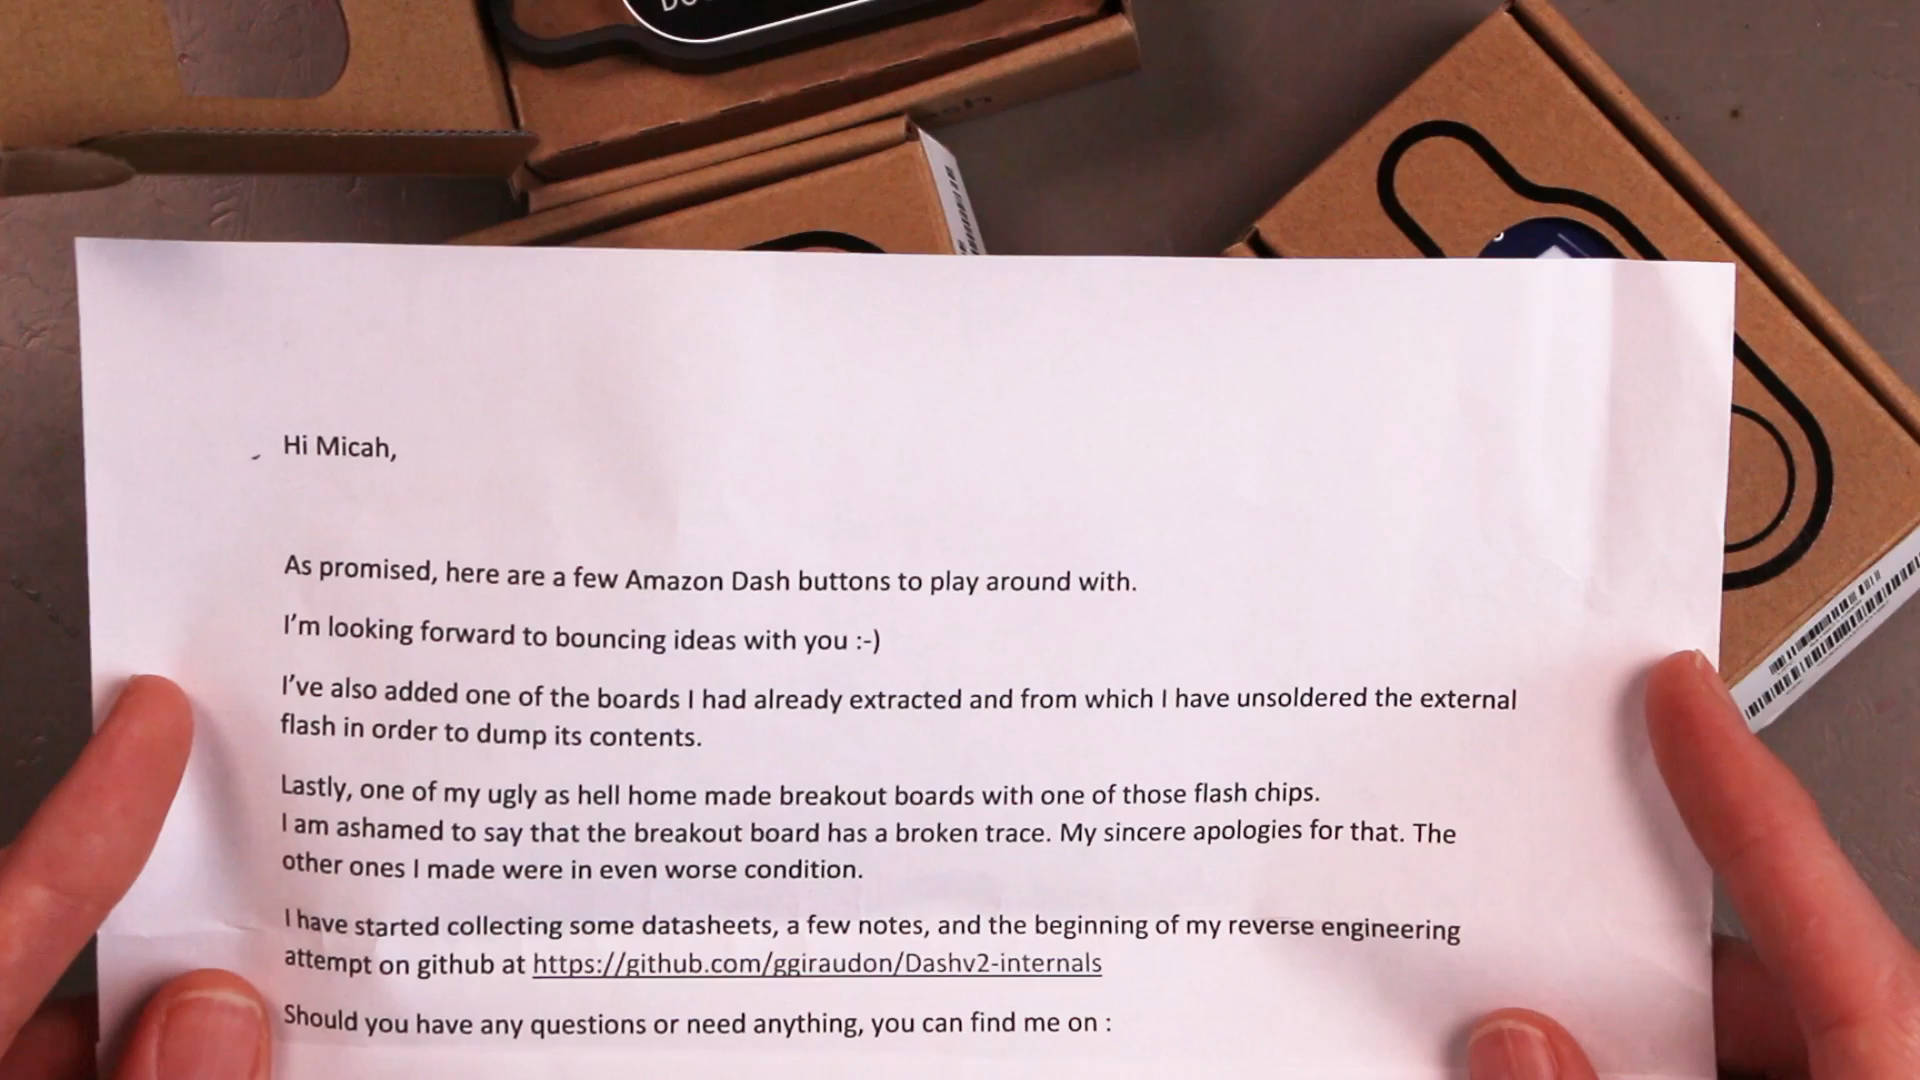 Hi Micah,
As promised, here are a few Amazon Dash buttons to play around with.
I'm looking forward to bouncing ideas with you :-)
I've also added one of the boards I had already extracted and from which I have unsoldered the external
flash in order to dump its contents.
Lastly, one of my ugly as hell home made breakout boards with one of those flash chips.
I am ashamed to say that the breakout board has a broken trace. My sincere apologies for that. The
other ones I made were in even worse condition.
I have started collecting some datasheets, a few notes, and the beginning of my reverse engineering
attempt on github at https://github.com/ggiraudon/Dashv2-internals
Should you have any questions or need anything, you can find me on :